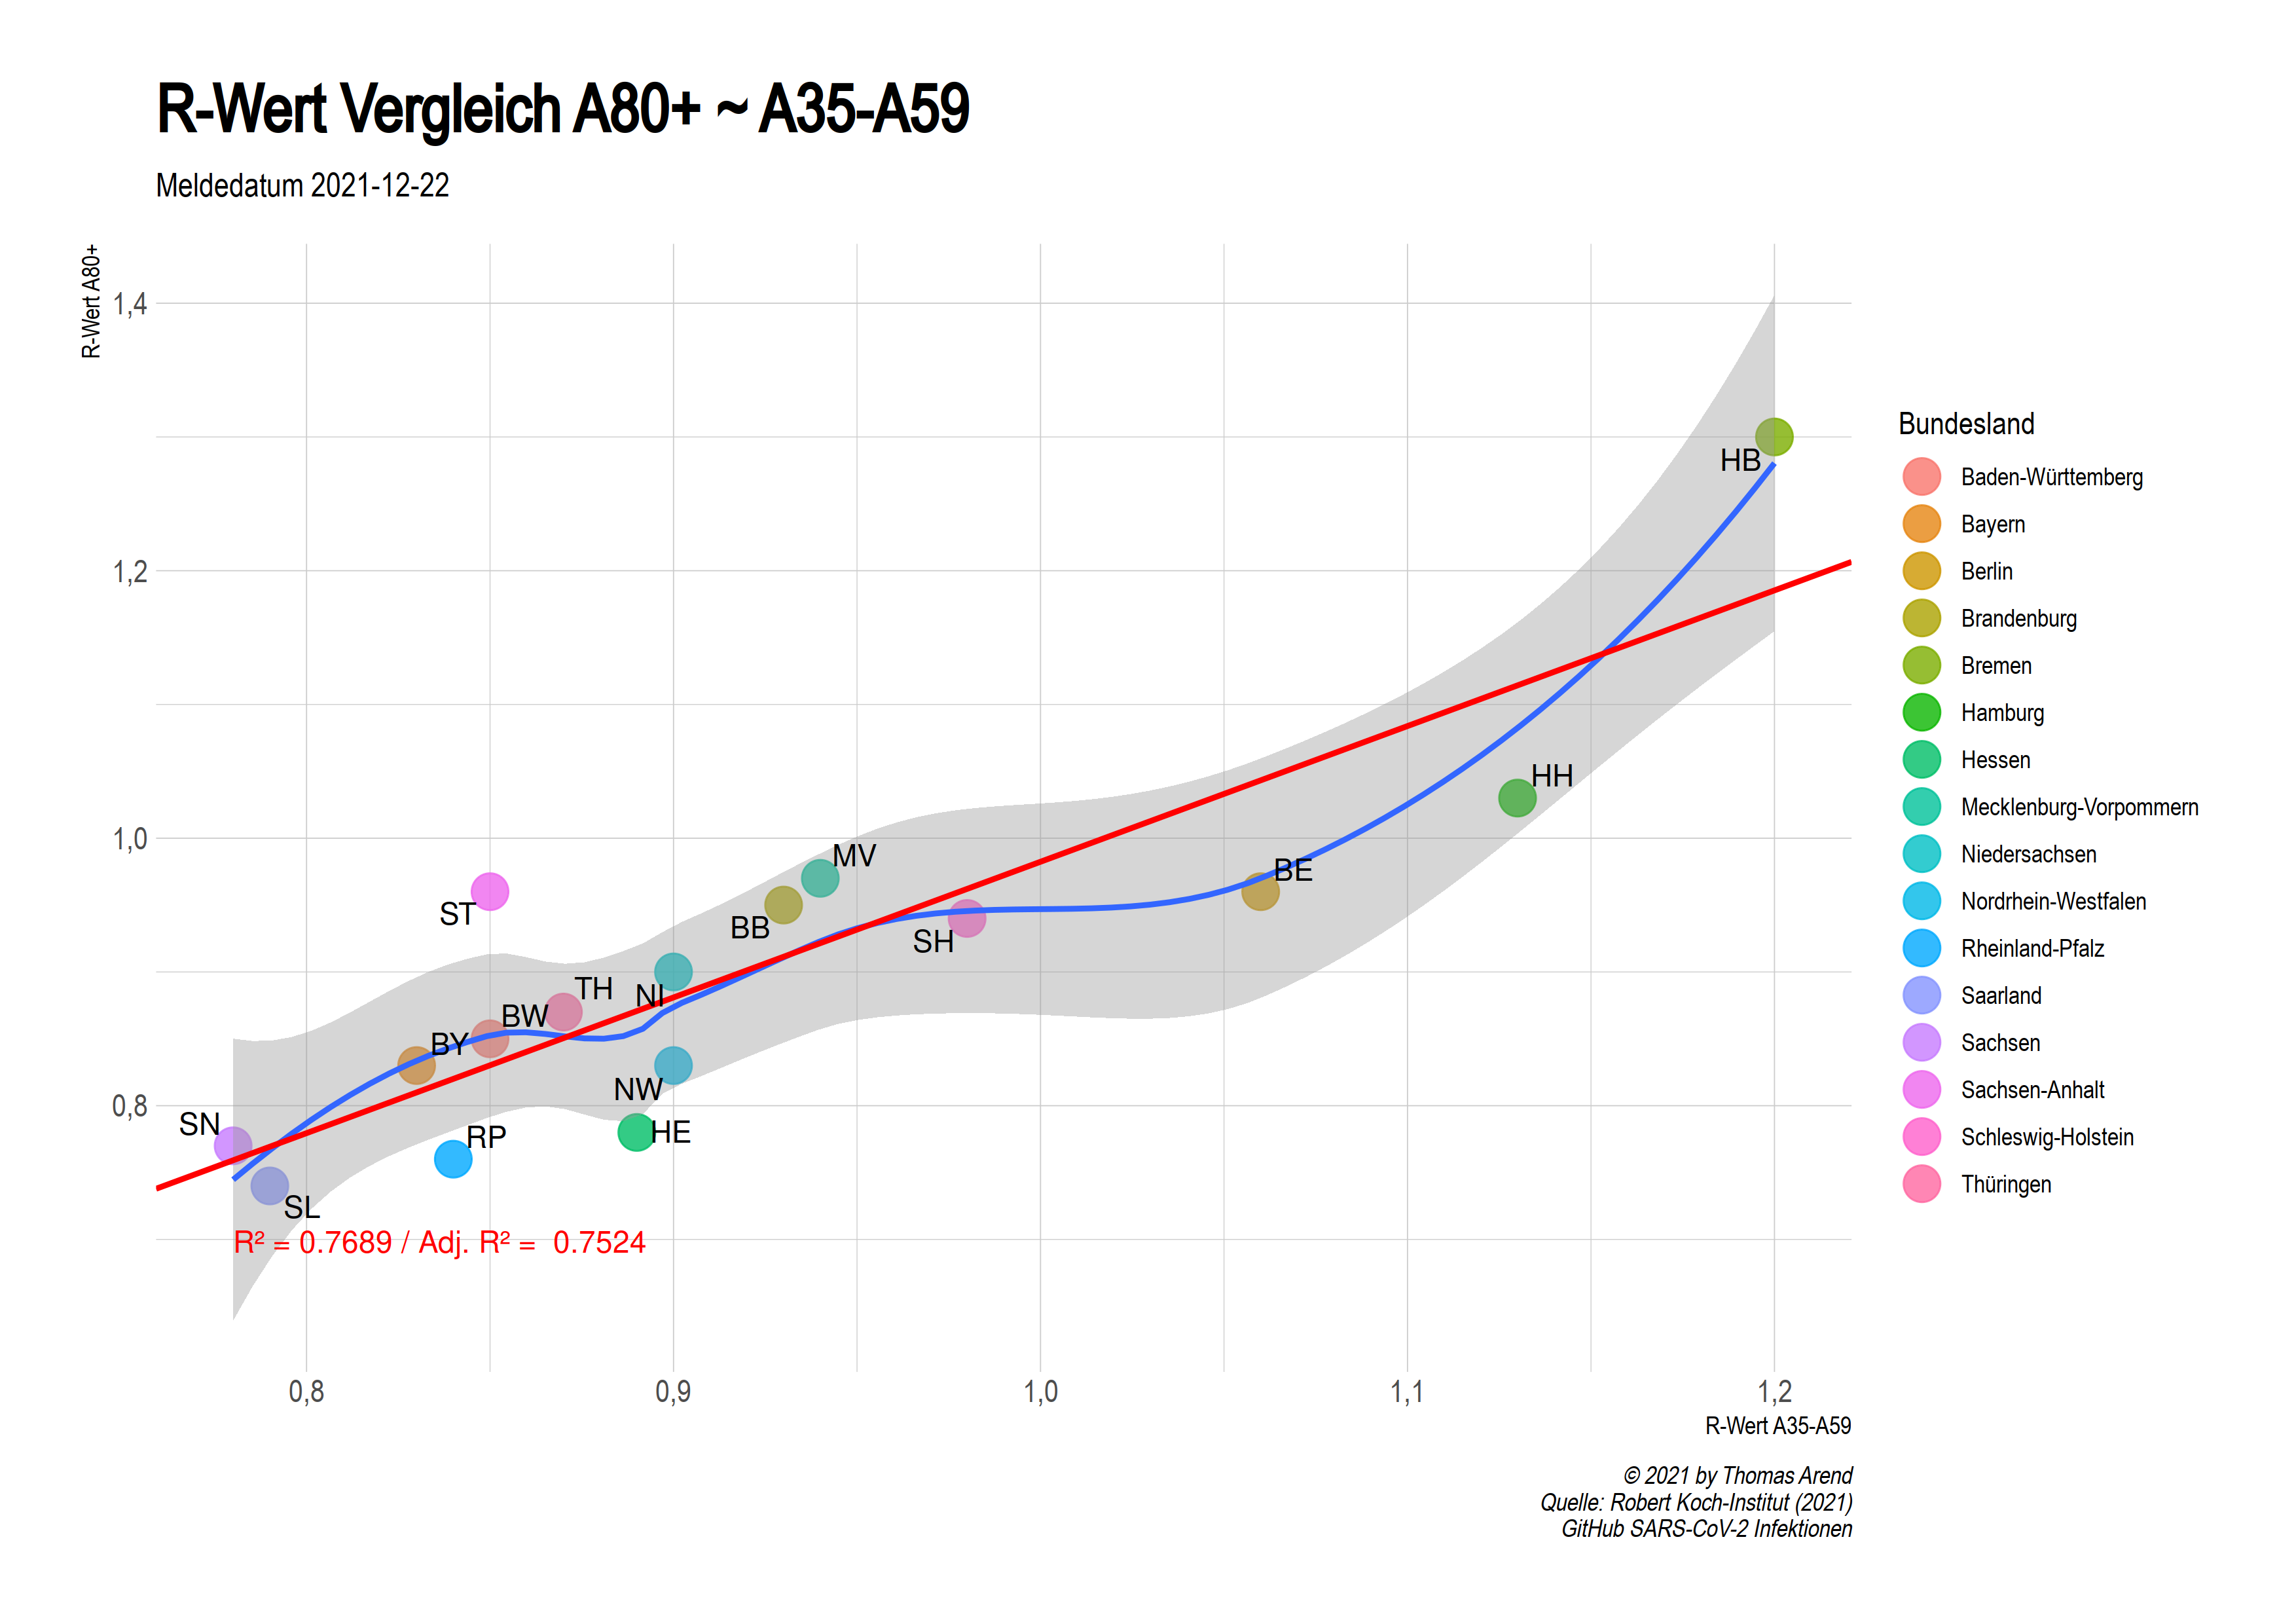 R-Wert Vergleich A80+ ~ A35-A59
Meldedatum 2021-12-22
R-Wert A80+
1,4
1,2
1,0
0,8
HB
HH
MV
BE
ST
BB
SH
TH
NI
BW
BY
NW
SN
RP
HE
SL
R² = 0.7689 / Adj. R² =  0.7524
0,8
0,9
1,0
1,1
1,2
R-Wert A35-A59
Bundesland
Baden-Württemberg
Bayern
Berlin
Brandenburg
Bremen
Hamburg
Hessen
Mecklenburg-Vorpommern
Niedersachsen
Nordrhein-Westfalen
Rheinland-Pfalz
Saarland
Sachsen
Sachsen-Anhalt
Schleswig-Holstein
Thüringen
© 2021 by Thomas Arend
Quelle: Robert Koch-Institut (2021)
GitHub SARS-CoV-2 Infektionen